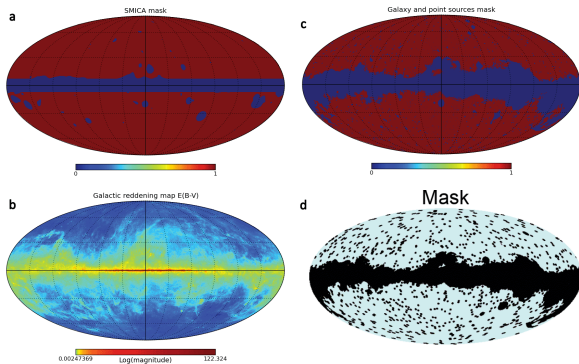 a
SMICA mask
0
1
c
Galaxy and point sources mask
0
1
b
Galactic reddening map E(B-V)
0.00247369
Log(magnitude)
122.324
d
Mask